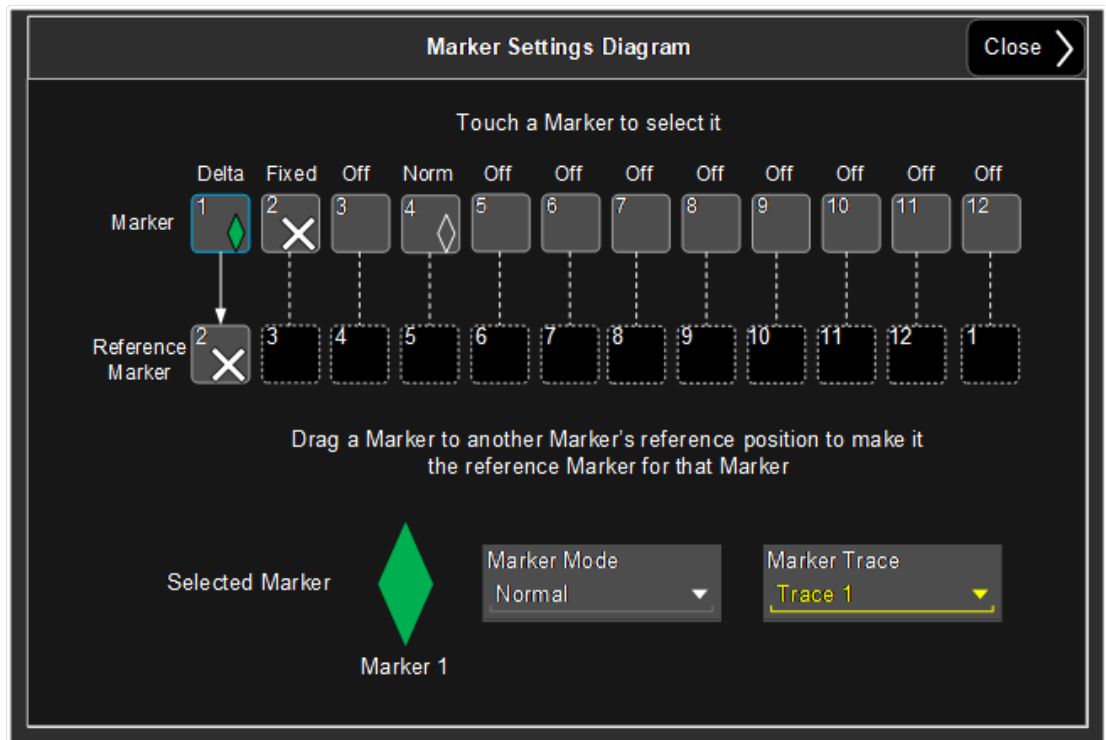 Marker Settings Diagram
Close
Touch a Marker to select it
Delta Fixed Off Norm Off Off Off Off Off Off Off Off
Marker 1 2 3 4 5 6 7 8 9 10 11 12
Reference
Marker
2 3 4 5 6 7 8 9 10 11 12 1
Drag a Marker to another Marker's reference position to make it
the reference Marker for that Marker
Selected Marker
Marker Mode
Normal
Marker Trace
Trace 1
Marker 1